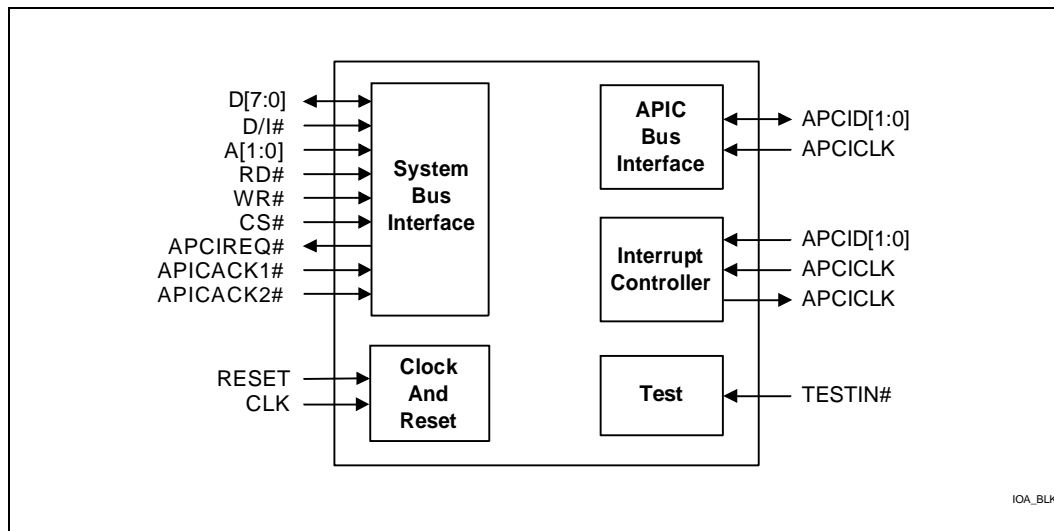 D[7:0]
D/I#
A[1:0]
RD#
WR#
CS#
APCIREQ#
APICACK1#
APICACK2#
System
Bus
Interface
APIC
Bus
Interface
APCID[1:0]
APCICLK
Interrupt
Controller
APCID[1:0]
APCICLK
APCICLK
RESET
CLK
Clock
And
Reset
Test
TESTIN#
IOA_BLK